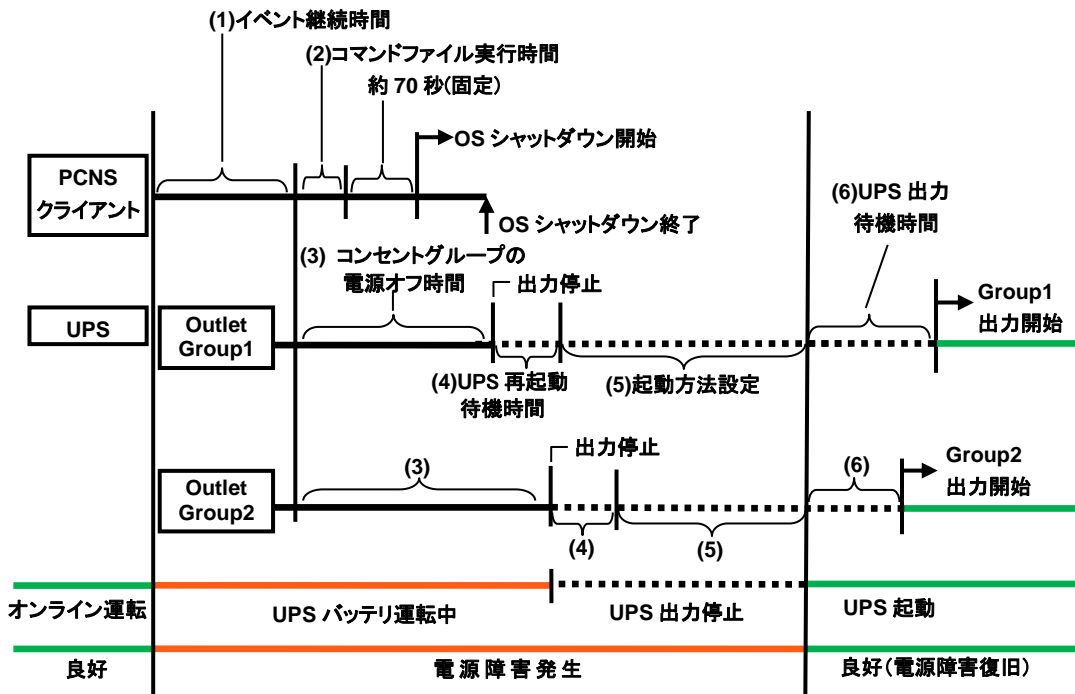 (1)イベント継続時間
(2)コマンドファイル実行時間
約 70 秒(固定)
OS シャットダウン開始
PCNS
クライアント
OS シャットダウン終了
(6)UPS 出力
待機時間
(3) コンセントグループの
電源オフ時間
出力停止
Group1
出力開始
UPS
Outlet
Group1
(4)UPS 再起動
待機時間
(5)起動方法設定
出力停止
(3)
(6)
Group2
出力開始
Outlet
Group2
(4)
(5)
オンライン運転
UPS バッテリ運転中
UPS 出力停止
UPS 起動
良好
電 源 障 害 発 生
良好(電源障害復旧)